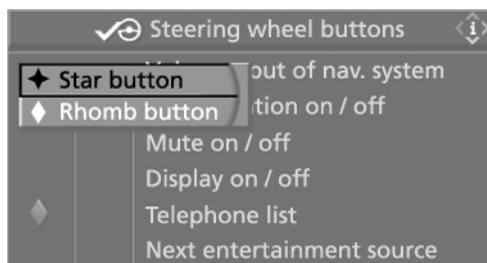 Steering wheel buttons
i
Star button
Rhomb button
out of nav. system
on / off
Mute on / off
Display on / off
Telephone list
Next entertainment source